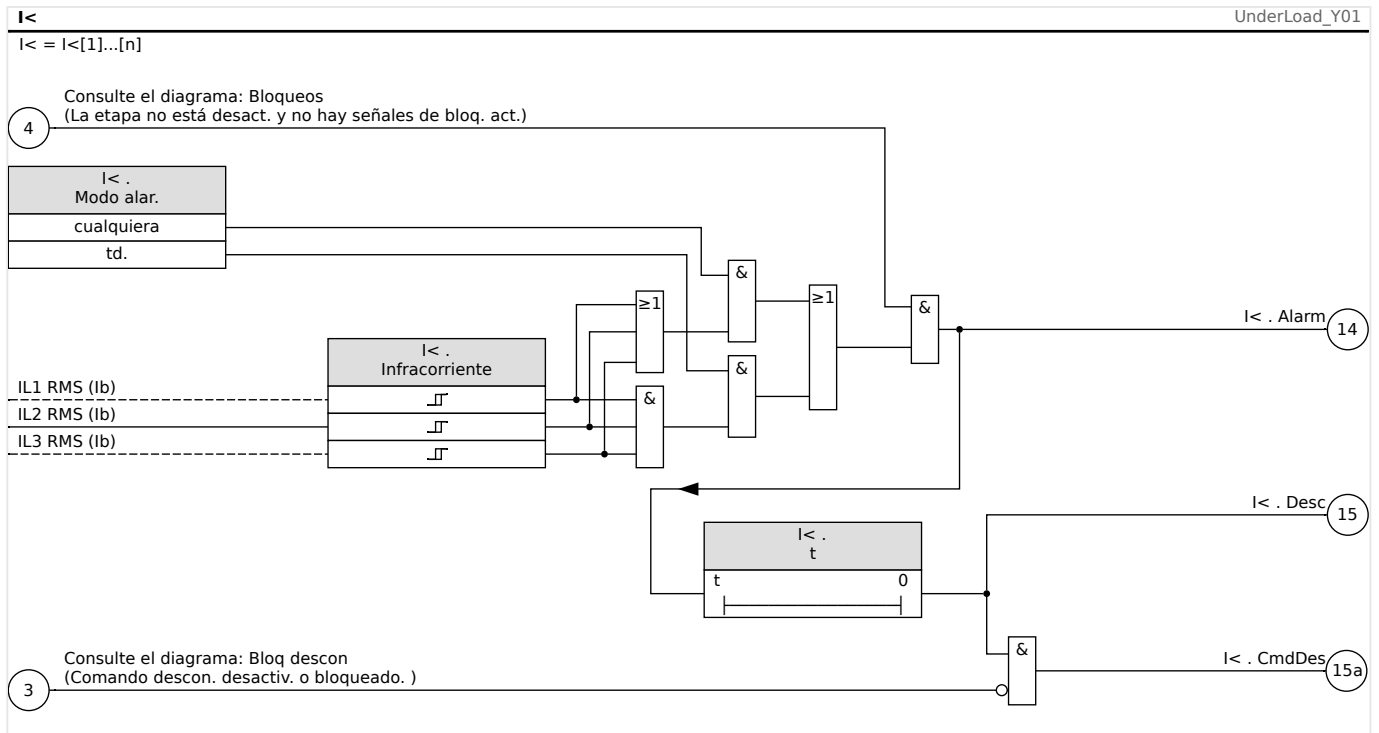 I<
UnderLoad_Y01
I< = I<[1]...[n]
Consulte el diagrama: Bloqueos
(La etapa no está desact. y no hay señales de bloq. act.)
4
I< .
Modo alar.
cualquiera
td.
&
≥1
≥1
&
I< . Alarm
14
I< .
Infracorriente
&
IL1 RMS (Ib)
&
IL2 RMS (Ib)
IL3 RMS (Ib)
I< . Desc
15
I< .
t
t
0
Consulte el diagrama: Bloq descon
(Comando descon. desactiv. o bloqueado. )
3
&
I< . CmdDes
15a